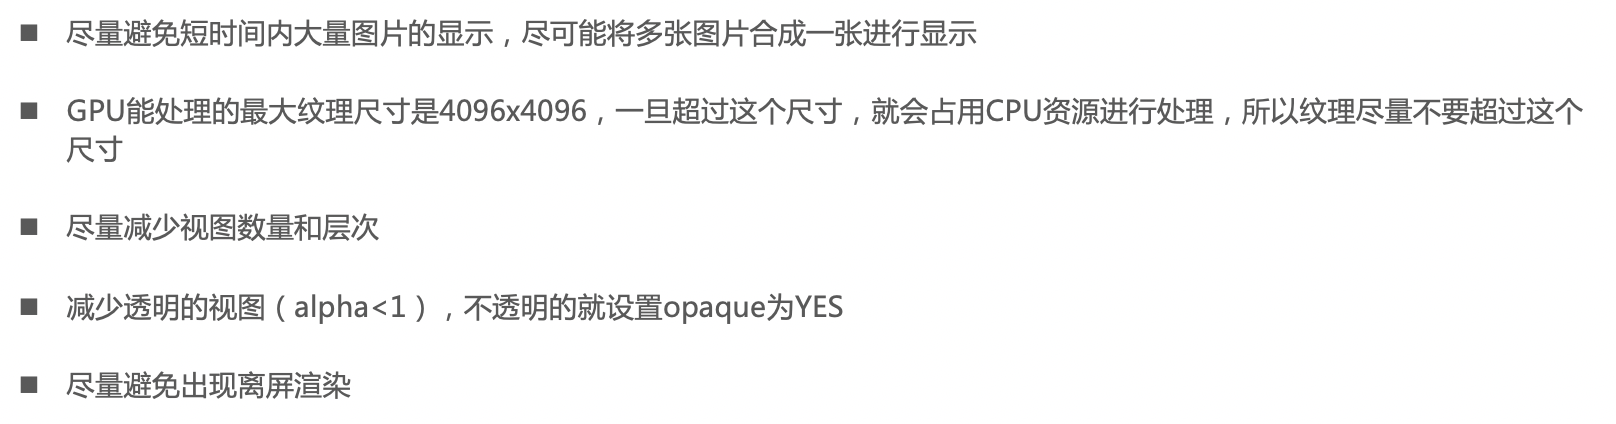 ■ 尽量避免短时间内大量图片的显示，尽可能将多张图片合成一张进行显示
■ GPU能处理的最大纹理尺寸是4096x4096，一旦超过这个尺寸，就会占用CPU资源进行处理，所以纹理尽量不要超过这个
尺寸
■ 尽量减少视图数量和层次
■ 减少透明的视图（alpha<1），不透明的就设置opaque为YES
■ 尽量避免出现离屏渲染